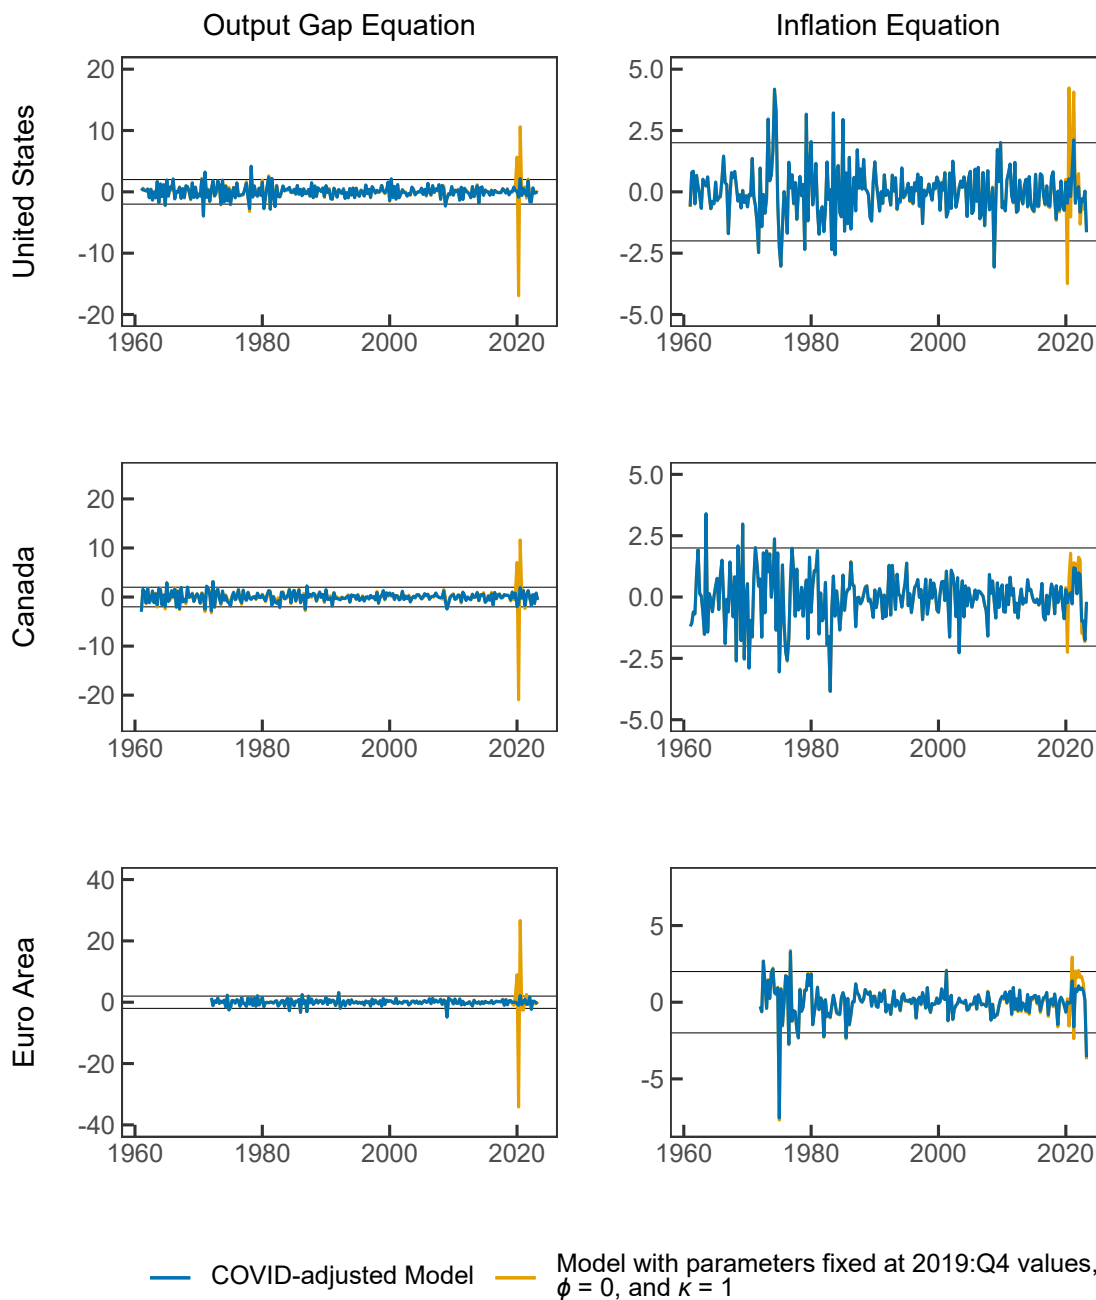 Output Gap Equation
Inflation Equation
United States
20
10
0
-10
-20
1960 1980 2000 2020
5.0
2.5
0.0
-2.5
-5.0
1960 1980 2000 2020
Canada
20
10
0
-10
-20
1960 1980 2000 2020
5.0
2.5
0.0
-2.5
-5.0
1960 1980 2000 2020
Euro Area
40
20
0
-20
-40
1960 1980 2000 2020
5
0
-5
1960 1980 2000 2020
COVID-adjusted Model
Model with parameters fixed at 2019:Q4 values,
ϕ = 0, and κ = 1